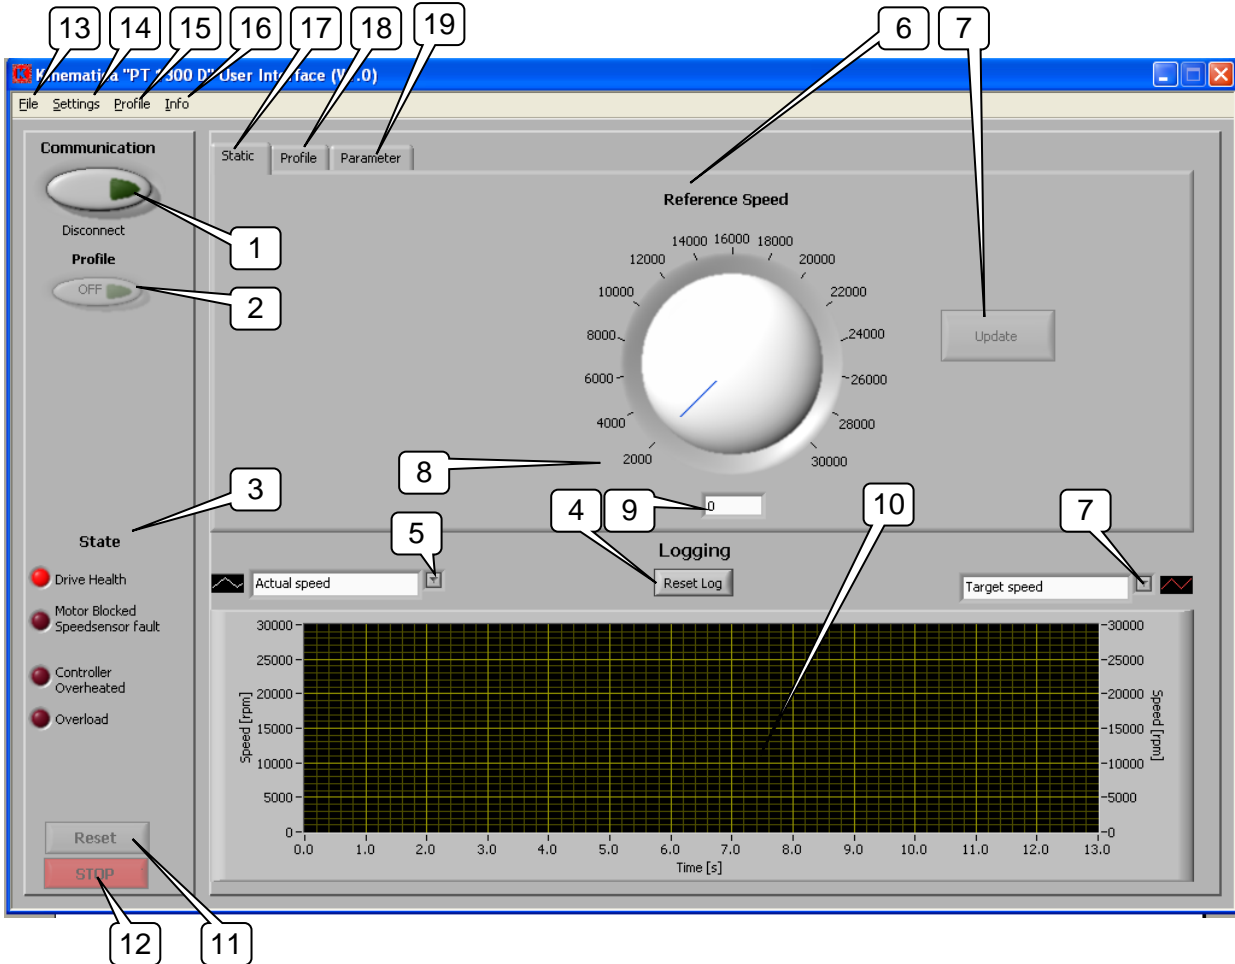 13 14 15 16 17 18 19 6 7
Kinematica "PT 1300 D" User Interface
File Settings Profile Info
Communication
Disconnect
1
Profile
OFF
2
3
State
Drive Health
Motor Blocked
Speedsensor fault
Controller
Overheated
Overload
Reset
STOP
12 11
Static Profile Parameter
Reference Speed
2000
4000
6000
8000
10000
12000
14000
16000
18000
20000
22000
24000
26000
28000
30000
Update
8
0
4 9
10
5
7
Logging
Actual speed
Reset Log
Target speed
30000
25000
20000
15000
10000
5000
0
Speed [rpm]
30000
25000
20000
15000
10000
5000
0
Speed [rpm]
0.0 1.0 2.0 3.0 4.0 5.0 6.0 7.0 8.0 9.0 10.0 11.0 12.0 13.0
Time [s]